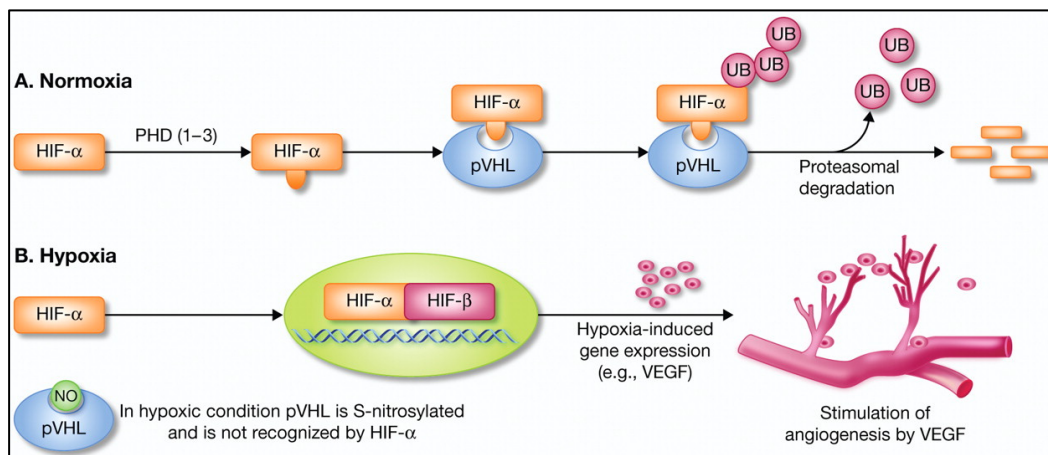 A. Normoxia
HIF-α
PHD (1–3)
HIF-α
HIF-α
pVHL
HIF-α
pVHL
UB
UB
UB
UB
UB
UB
Proteasomal
degradation
B. Hypoxia
HIF-α
HIF-α
HIF-β
Hypoxia-induced
gene expression
(e.g., VEGF)
Stimulation of
angiogenesis by VEGF
NO
pVHL
In hypoxic condition pVHL is S-nitrosylated
and is not recognized by HIF-α